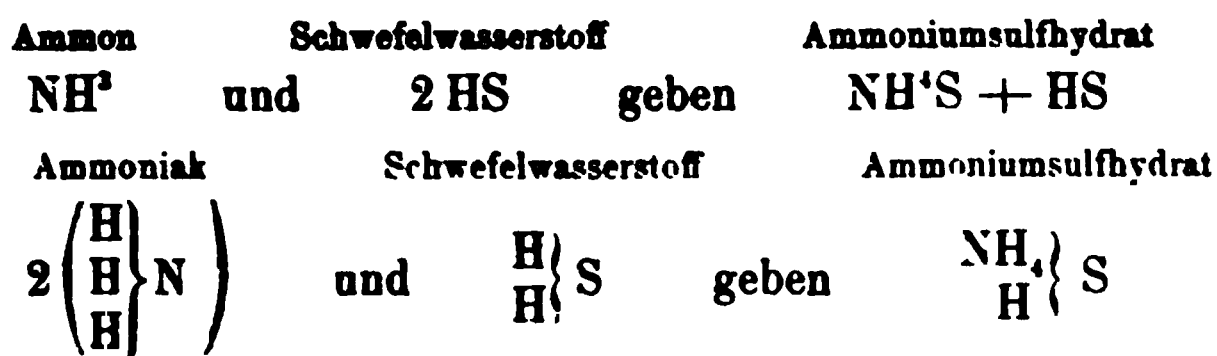 Ammon Schwefelwasserstoff Ammoniumsulfhydrat
NH³ und 2 HS geben NH⁴S + HS
Ammoniak Schwefelwasserstoff Ammoniumsulfhydrat
H H NH₄
2 ( H } N ) und } S geben } S
H H H